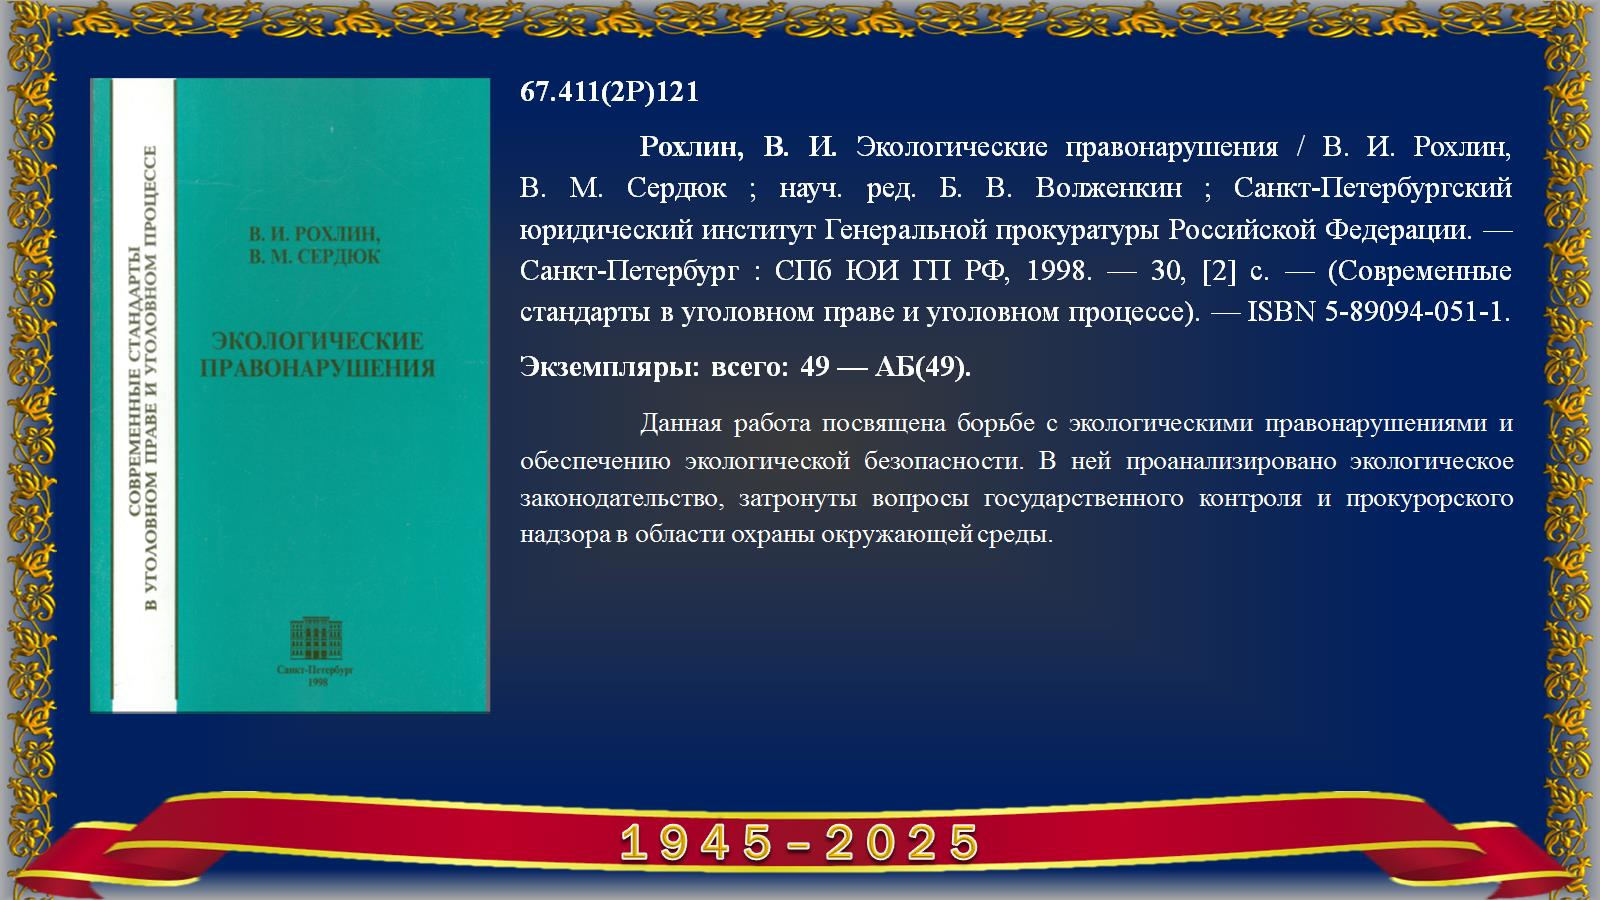 СОВРЕМЕННЫЕ СТАНДАРТЫ
В УГОЛОВНОМ ПРАВЕ И УГОЛОВНОМ ПРОЦЕССЕ
В. И. РОХЛИН,
В. М. СЕРДЮК
ЭКОЛОГИЧЕСКИЕ
ПРАВОНАРУШЕНИЯ
Санкт-Петербург
1998
67.411(2Р)121
Рохлин, В. И. Экологические правонарушения / В. И. Рохлин,
В. М. Сердюк ; науч. ред. Б. В. Волженкин ; Санкт-Петербургский
юридический институт Генеральной прокуратуры Российской Федерации. —
Санкт-Петербург : СПб ЮИ ГП РФ, 1998. — 30, [2] с. — (Современные
стандарты в уголовном праве и уголовном процессе). — ISBN 5-89094-051-1.
Экземпляры: всего: 49 — АБ(49).
Данная работа посвящена борьбе с экологическими правонарушениями и
обеспечению экологической безопасности. В ней проанализировано экологическое
законодательство, затронуты вопросы государственного контроля и прокурорского
надзора в области охраны окружающей среды.
1945–2025